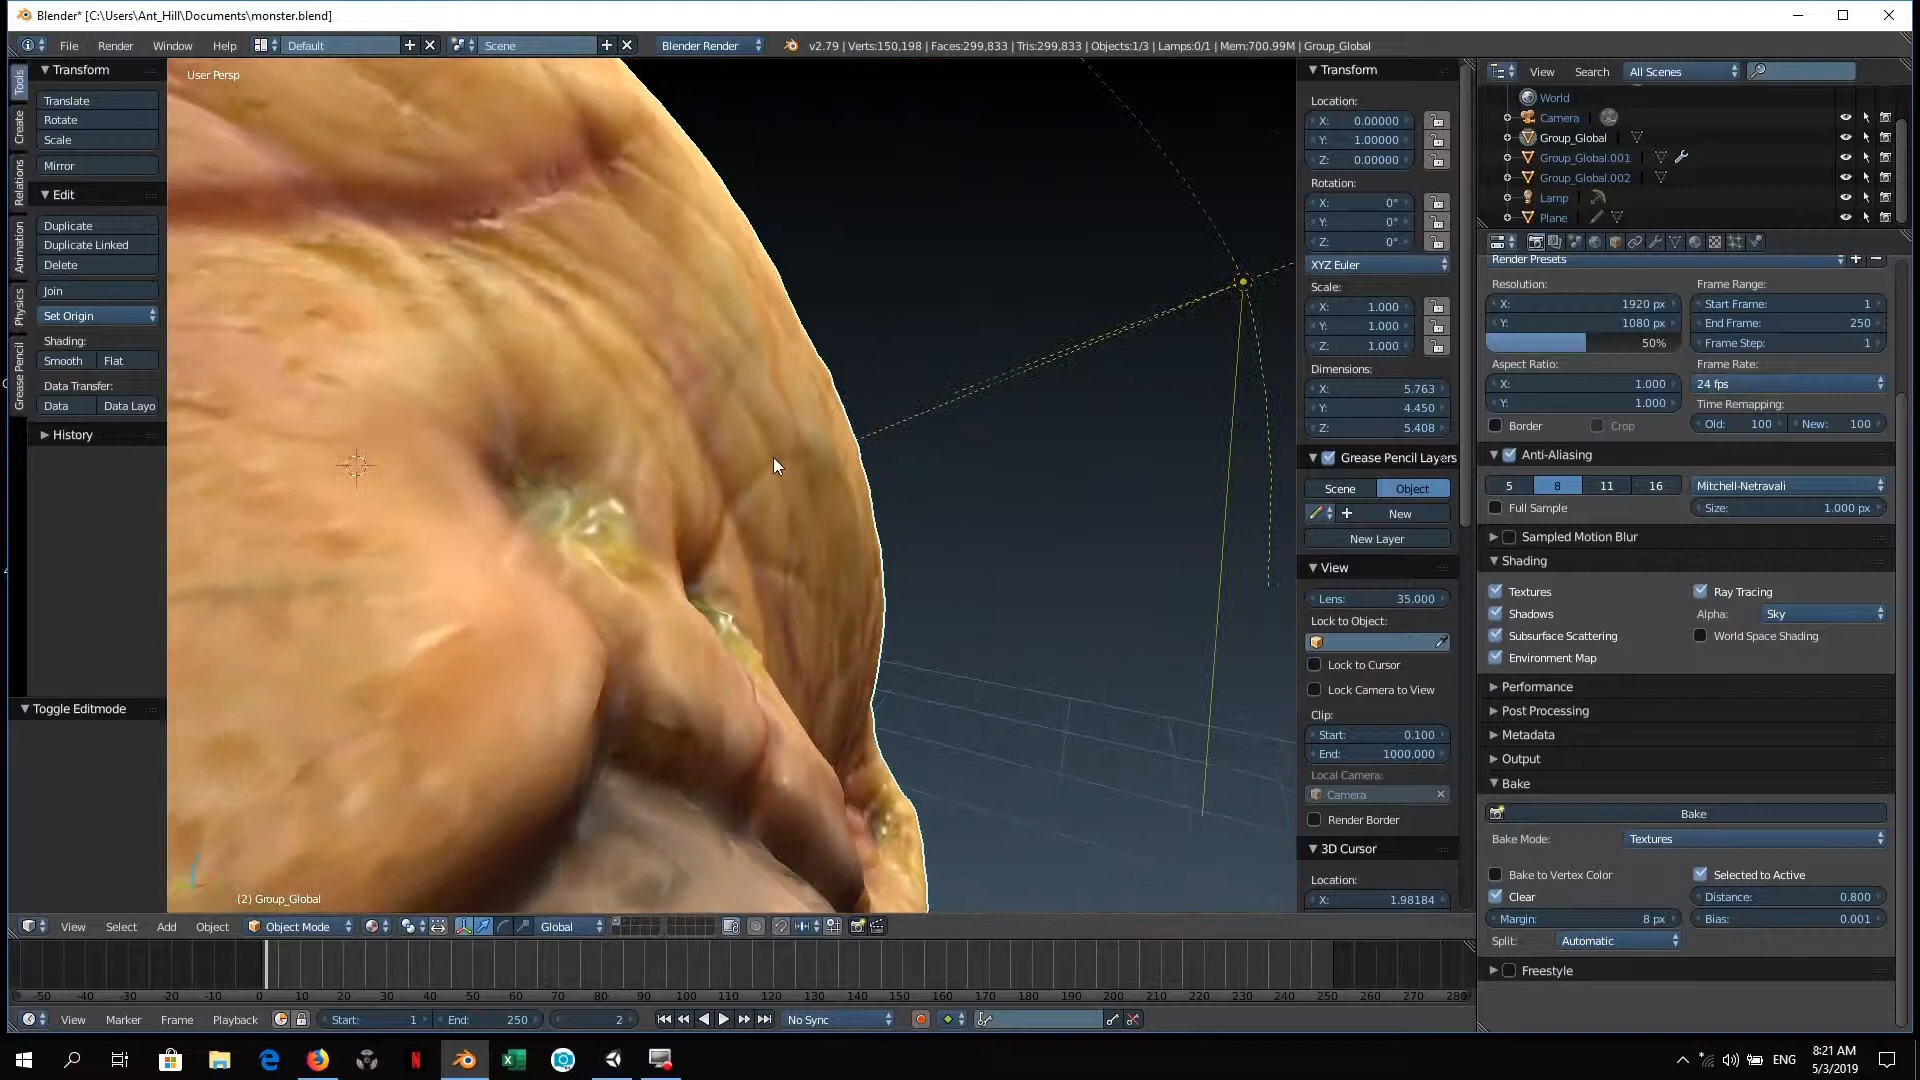 Blender* [C:\Users\Ant_Hill\Documents\monster.blend]
File Render Window Help Default Scene Blender Render v2.79 | Verts:150,198 | Faces:299,833 | Tris:299,833 | Objects:1/3 | Lamps:0/1 | Mem:700.99M | Group_Global
Tools
Create
Relations
Animation
Physics
Grease Pencil
Transform
Translate
Rotate
Scale
Mirror
Edit
Duplicate
Duplicate Linked
Delete
Join
Set Origin
Shading:
Smooth Flat
Data Transfer:
Data Data Layo
History
Toggle Editmode
User Persp
(2) Group_Global
Transform
Location:
X: 0.00000
Y: 1.00000
Z: 0.00000
Rotation:
X: 0°
Y: 0°
Z: 0°
XYZ Euler
Scale:
X: 1.000
Y: 1.000
Z: 1.000
Dimensions:
X: 5.763
Y: 4.450
Z: 5.408
Grease Pencil Layers
Scene Object
New
New Layer
View
Lens: 35.000
Lock to Object:
Lock to Cursor
Lock Camera to View
Clip:
Start: 0.100
End: 1000.000
Local Camera:
Camera
Render Border
3D Cursor
Location:
X: 1.98184
View Search All Scenes
World
Camera
Group_Global
Group_Global.001
Group_Global.002
Lamp
Plane
Render Presets
Resolution: Frame Range:
X: 1920 px Start Frame: 1
Y: 1080 px End Frame: 250
50% Frame Step: 1
Aspect Ratio: Frame Rate:
X: 1.000 24 fps
Y: 1.000 Time Remapping:
Border Crop Old: 100 New: 100
Anti-Aliasing
5 8 11 16 Mitchell-Netravali
Full Sample Size: 1.000 px
Sampled Motion Blur
Shading
Textures Ray Tracing
Shadows Alpha: Sky
Subsurface Scattering World Space Shading
Environment Map
Performance
Post Processing
Metadata
Output
Bake
Bake
Bake Mode: Textures
Bake to Vertex Color Selected to Active
Clear Distance: 0.800
Margin: 8 px Bias: 0.001
Split: Automatic
Freestyle
View Select Add Object Object Mode Global
-50 -40 -30 -20 -10 0 10 20 30 40 50 60 70 80 90 100 110 120 130 140 150 160 170 180 190 200 210 220 230 240 250 260 270 280
View Marker Frame Playback Start: 1 End: 250 2 No Sync
ENG 8:21 AM
5/3/2019